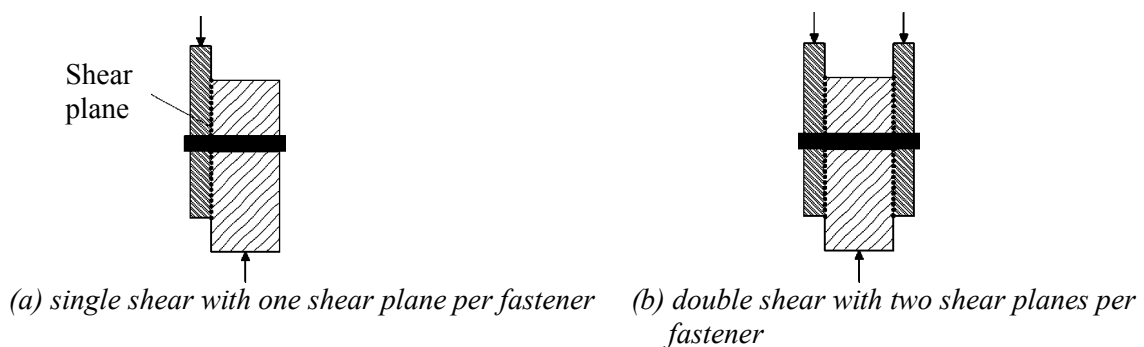 Shear
plane
(a) single shear with one shear plane per fastener
(b) double shear with two shear planes per
fastener